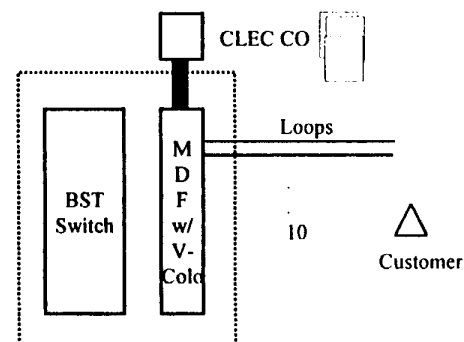 CLEC CO
Loops
M
D
F
w/
V-
Colo
BST
Switch
10
Customer